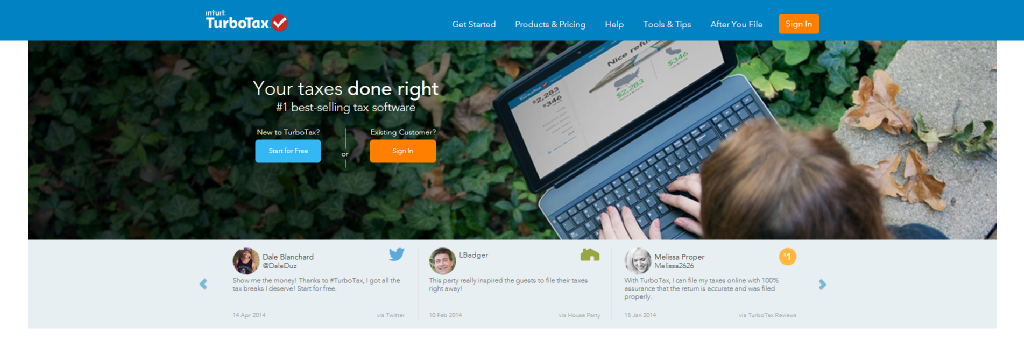 intuit
TurboTax
Get Started
Products & Pricing
Help
Tools & Tips
After You File
Sign In
Your taxes done right
#1 best-selling tax software
New to TurboTax?
Start for Free
or
Existing Customer?
Sign In
Nice
$2,283
$346
$2,283
$346
Dale Blanchard
@DaleDuz
Show me the money! Thanks to #TurboTax, I got all the
tax breaks I deserve! Start for free.
14 Apr 2014
via Twitter
LBadger
This party really inspired the guests to file their taxes
right away!
10 Feb 2014
via House Party
Melissa Proper
Melissa2626
#1
With TurboTax, I can file my taxes online with 100%
assurance that the return is accurate and was filed
properly.
15 Jan 2014
via TurboTax Reviews